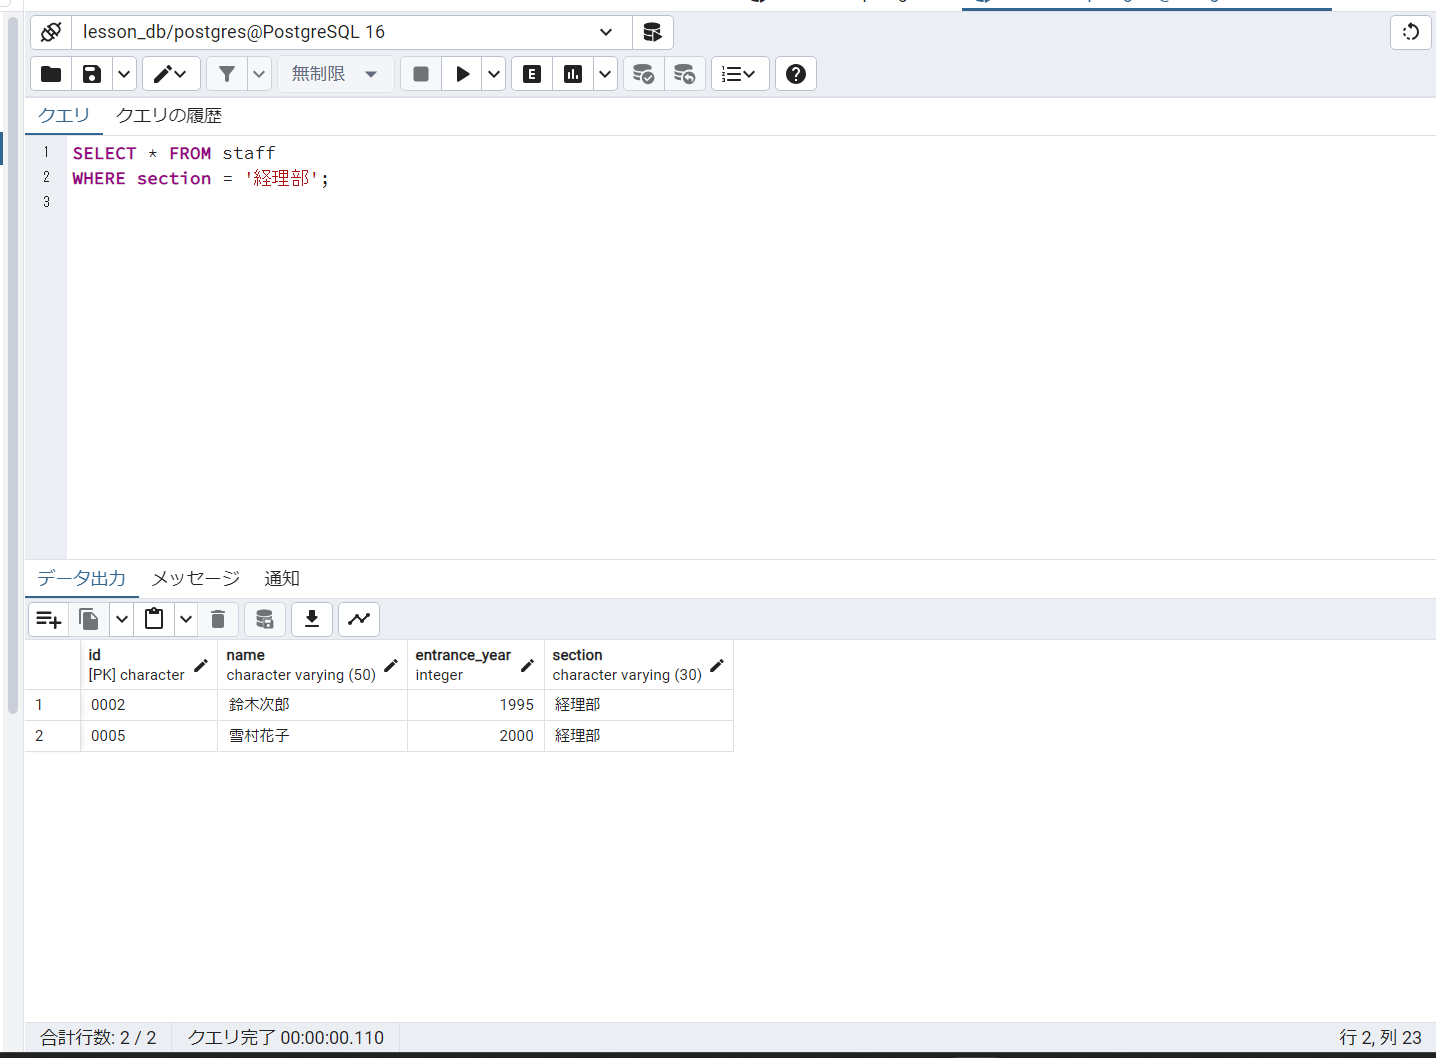 lesson_db/postgres@PostgreSQL 16
無制限
E
クエリ クエリの履歴
1 SELECT * FROM staff
2 WHERE section = '経理部';
3
データ出力 メッセージ 通知
id name entrance_year section
[PK] character character varying (50) integer character varying (30)
1 0002 鈴木次郎 1995 経理部
2 0005 雪村花子 2000 経理部
合計行数: 2 / 2 クエリ完了 00:00:00.110 行 2, 列 23